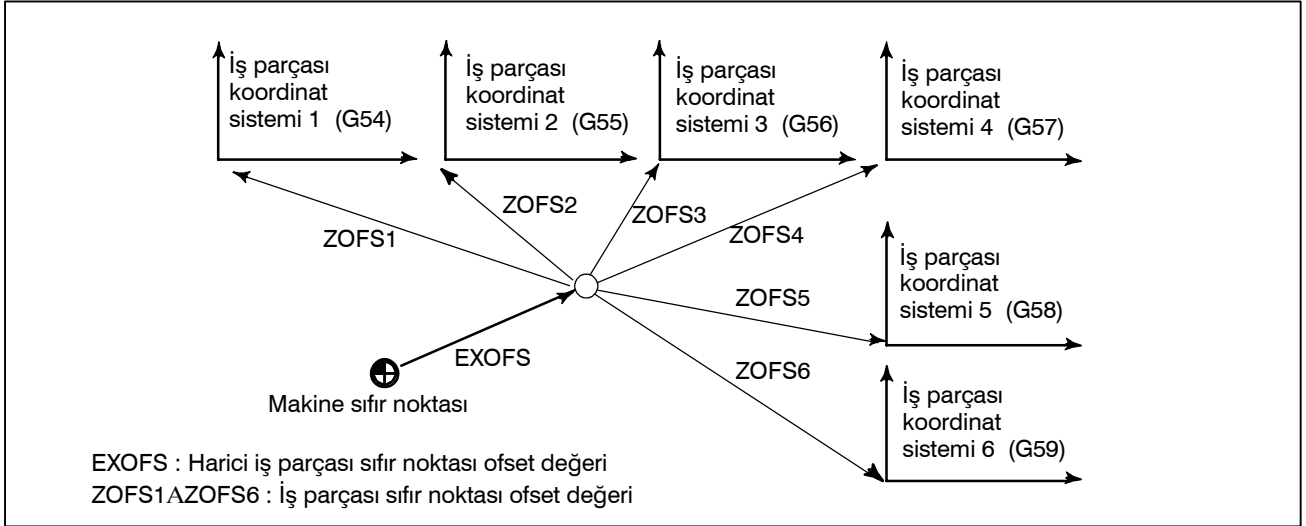 İş parçası
koordinat
sistemi 1 (G54)
İş parçası
koordinat
sistemi 2 (G55)
İş parçası
koordinat
sistemi 3 (G56)
İş parçası
koordinat
sistemi 4 (G57)
ZOFS2
ZOFS3
ZOFS1
ZOFS4
İş parçası
koordinat
sistemi 5 (G58)
ZOFS5
EXOFS
ZOFS6
Makine sıfır noktası
İş parçası
koordinat
sistemi 6 (G59)
EXOFS : Harici iş parçası sıfır noktası ofset değeri
ZOFS1AZOFS6 : İş parçası sıfır noktası ofset değeri